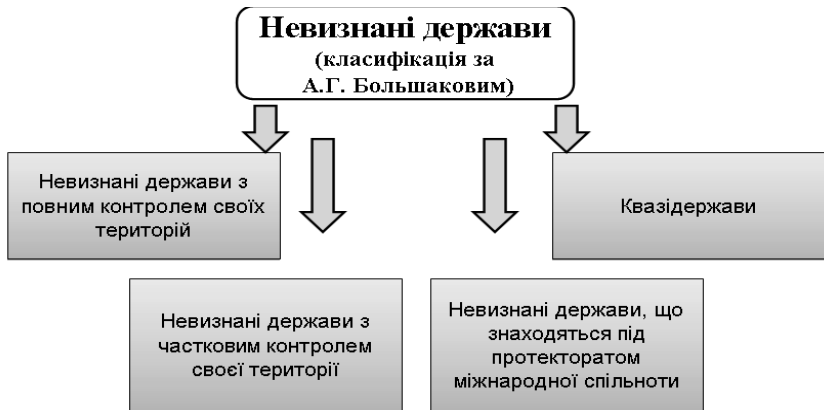 Невизнані держави
(класифікація за
А.Г. Большаковим)
Невизнані держави з
повним контролем своїх
територій
Квазідержави
Невизнані держави з
частковим контролем
своєї території
Невизнані держави, що
знаходяться під
протекторатом
міжнародної спільноти